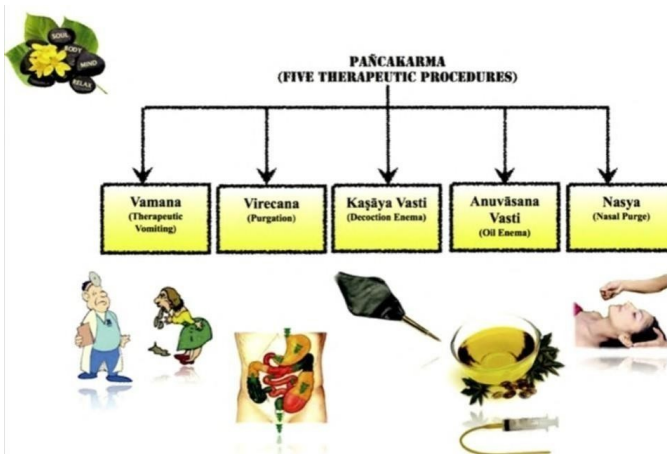 SOUL
BODY
MIND
RELAX
PAÑCAKARMA
(FIVE THERAPEUTIC PROCEDURES)
Vamana
(Therapeutic
Vomiting)
Virecana
(Purgation)
Kaṣāya Vasti
(Decoction Enema)
Anuvāsana
Vasti
(Oil Enema)
Nasya
(Nasal Purge)